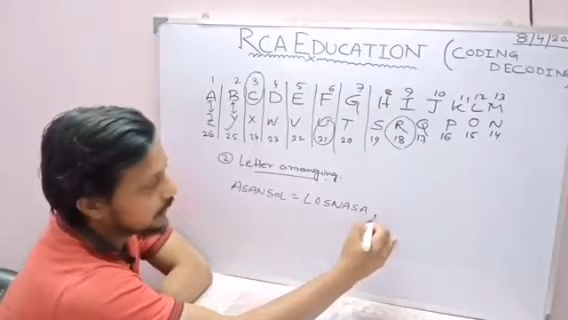 8/4/20
RCA EDUCATION (CODING
DECODING
1 2 3 4 5 6 7 8 9 10 11 12 13
A B C D E F G H I J K L M
Z Y X W V U T S R Q P O N
26 25 24 23 22 21 20 19 18 17 16 15 14
② Letter arranging.
ASANSOL = LOSNASA